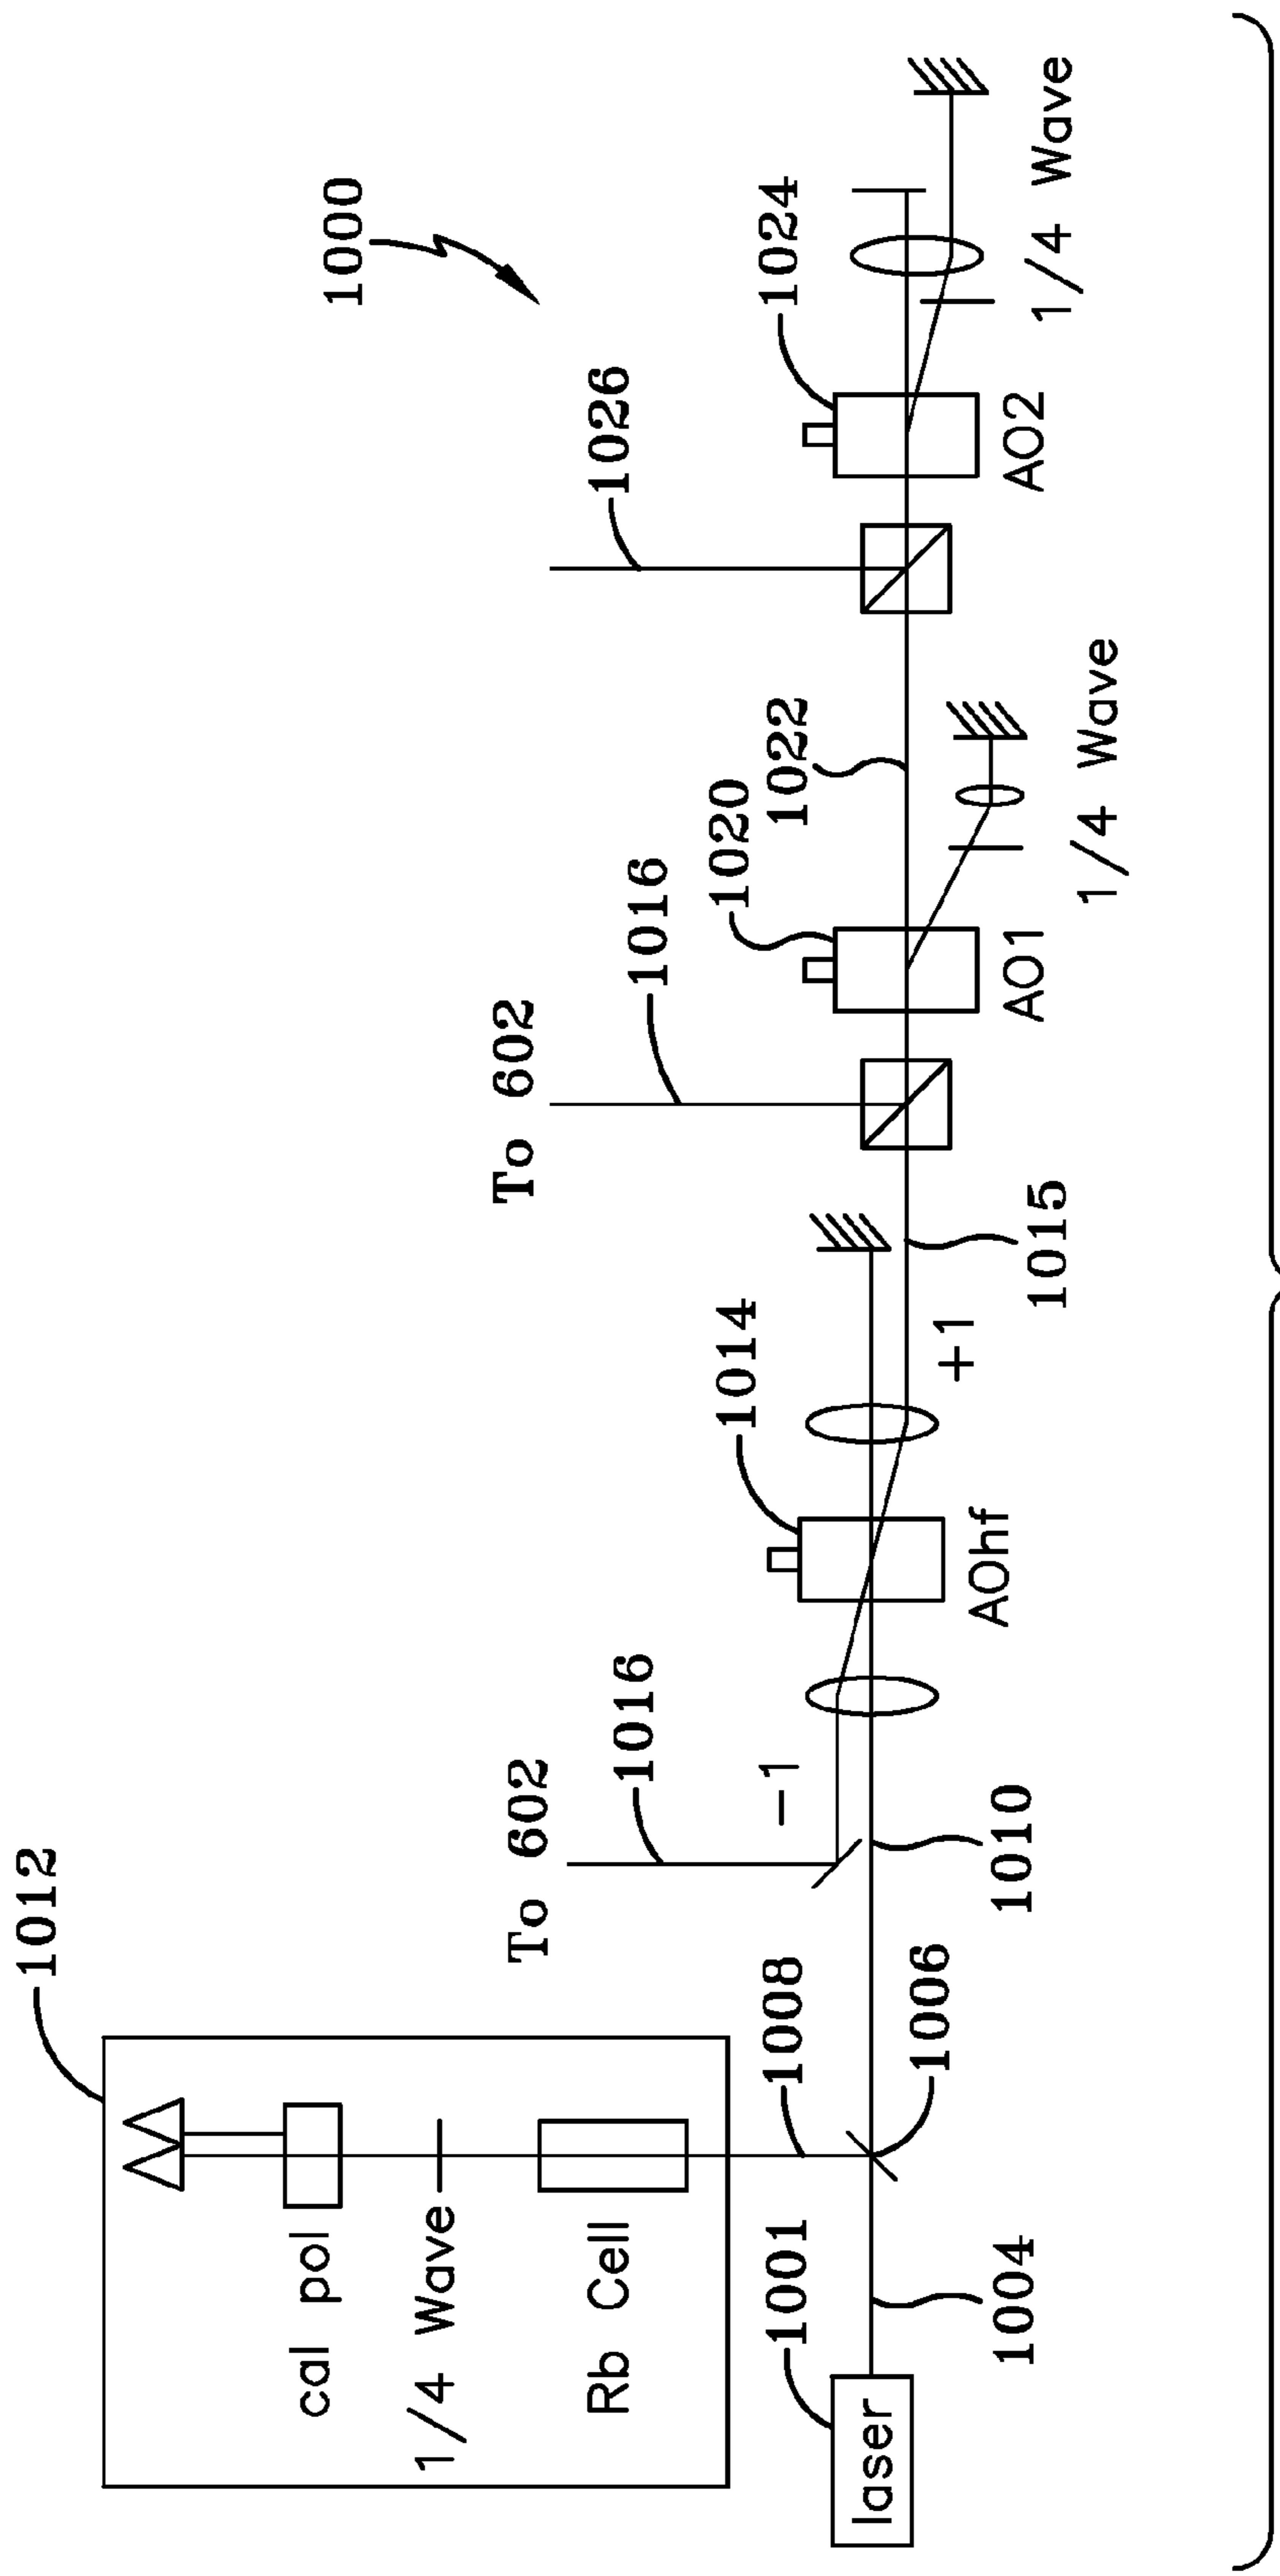 1000
1012
cal pol
1/4 Wave
Rb Cell
1008
1001
laser
1004
1006
1010
To 602
1016
−1
1014
AOhf
+1
1015
To 602
1016
1020
AO1
1022
1/4 Wave
1026
1024
AO2
1/4 Wave